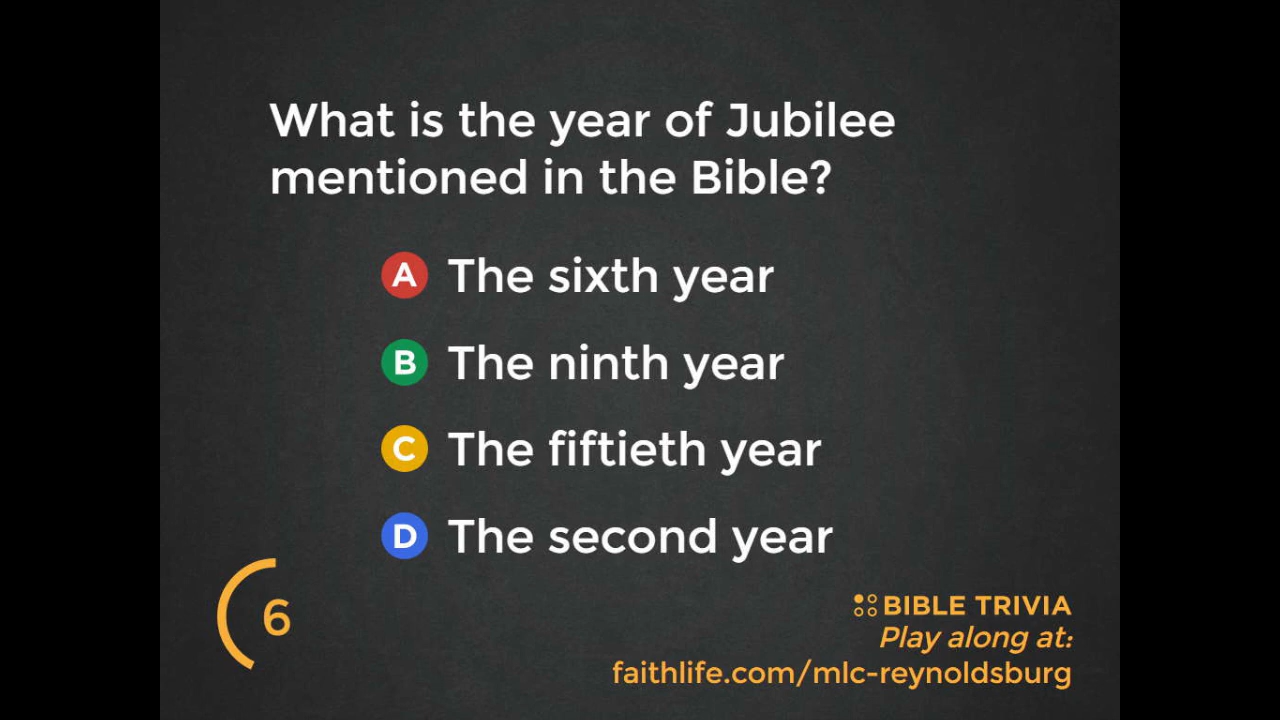 What is the year of Jubilee
mentioned in the Bible?
A The sixth year
B The ninth year
C The fiftieth year
D The second year
6
BIBLE TRIVIA
Play along at:
faithlife.com/mlc-reynoldsburg